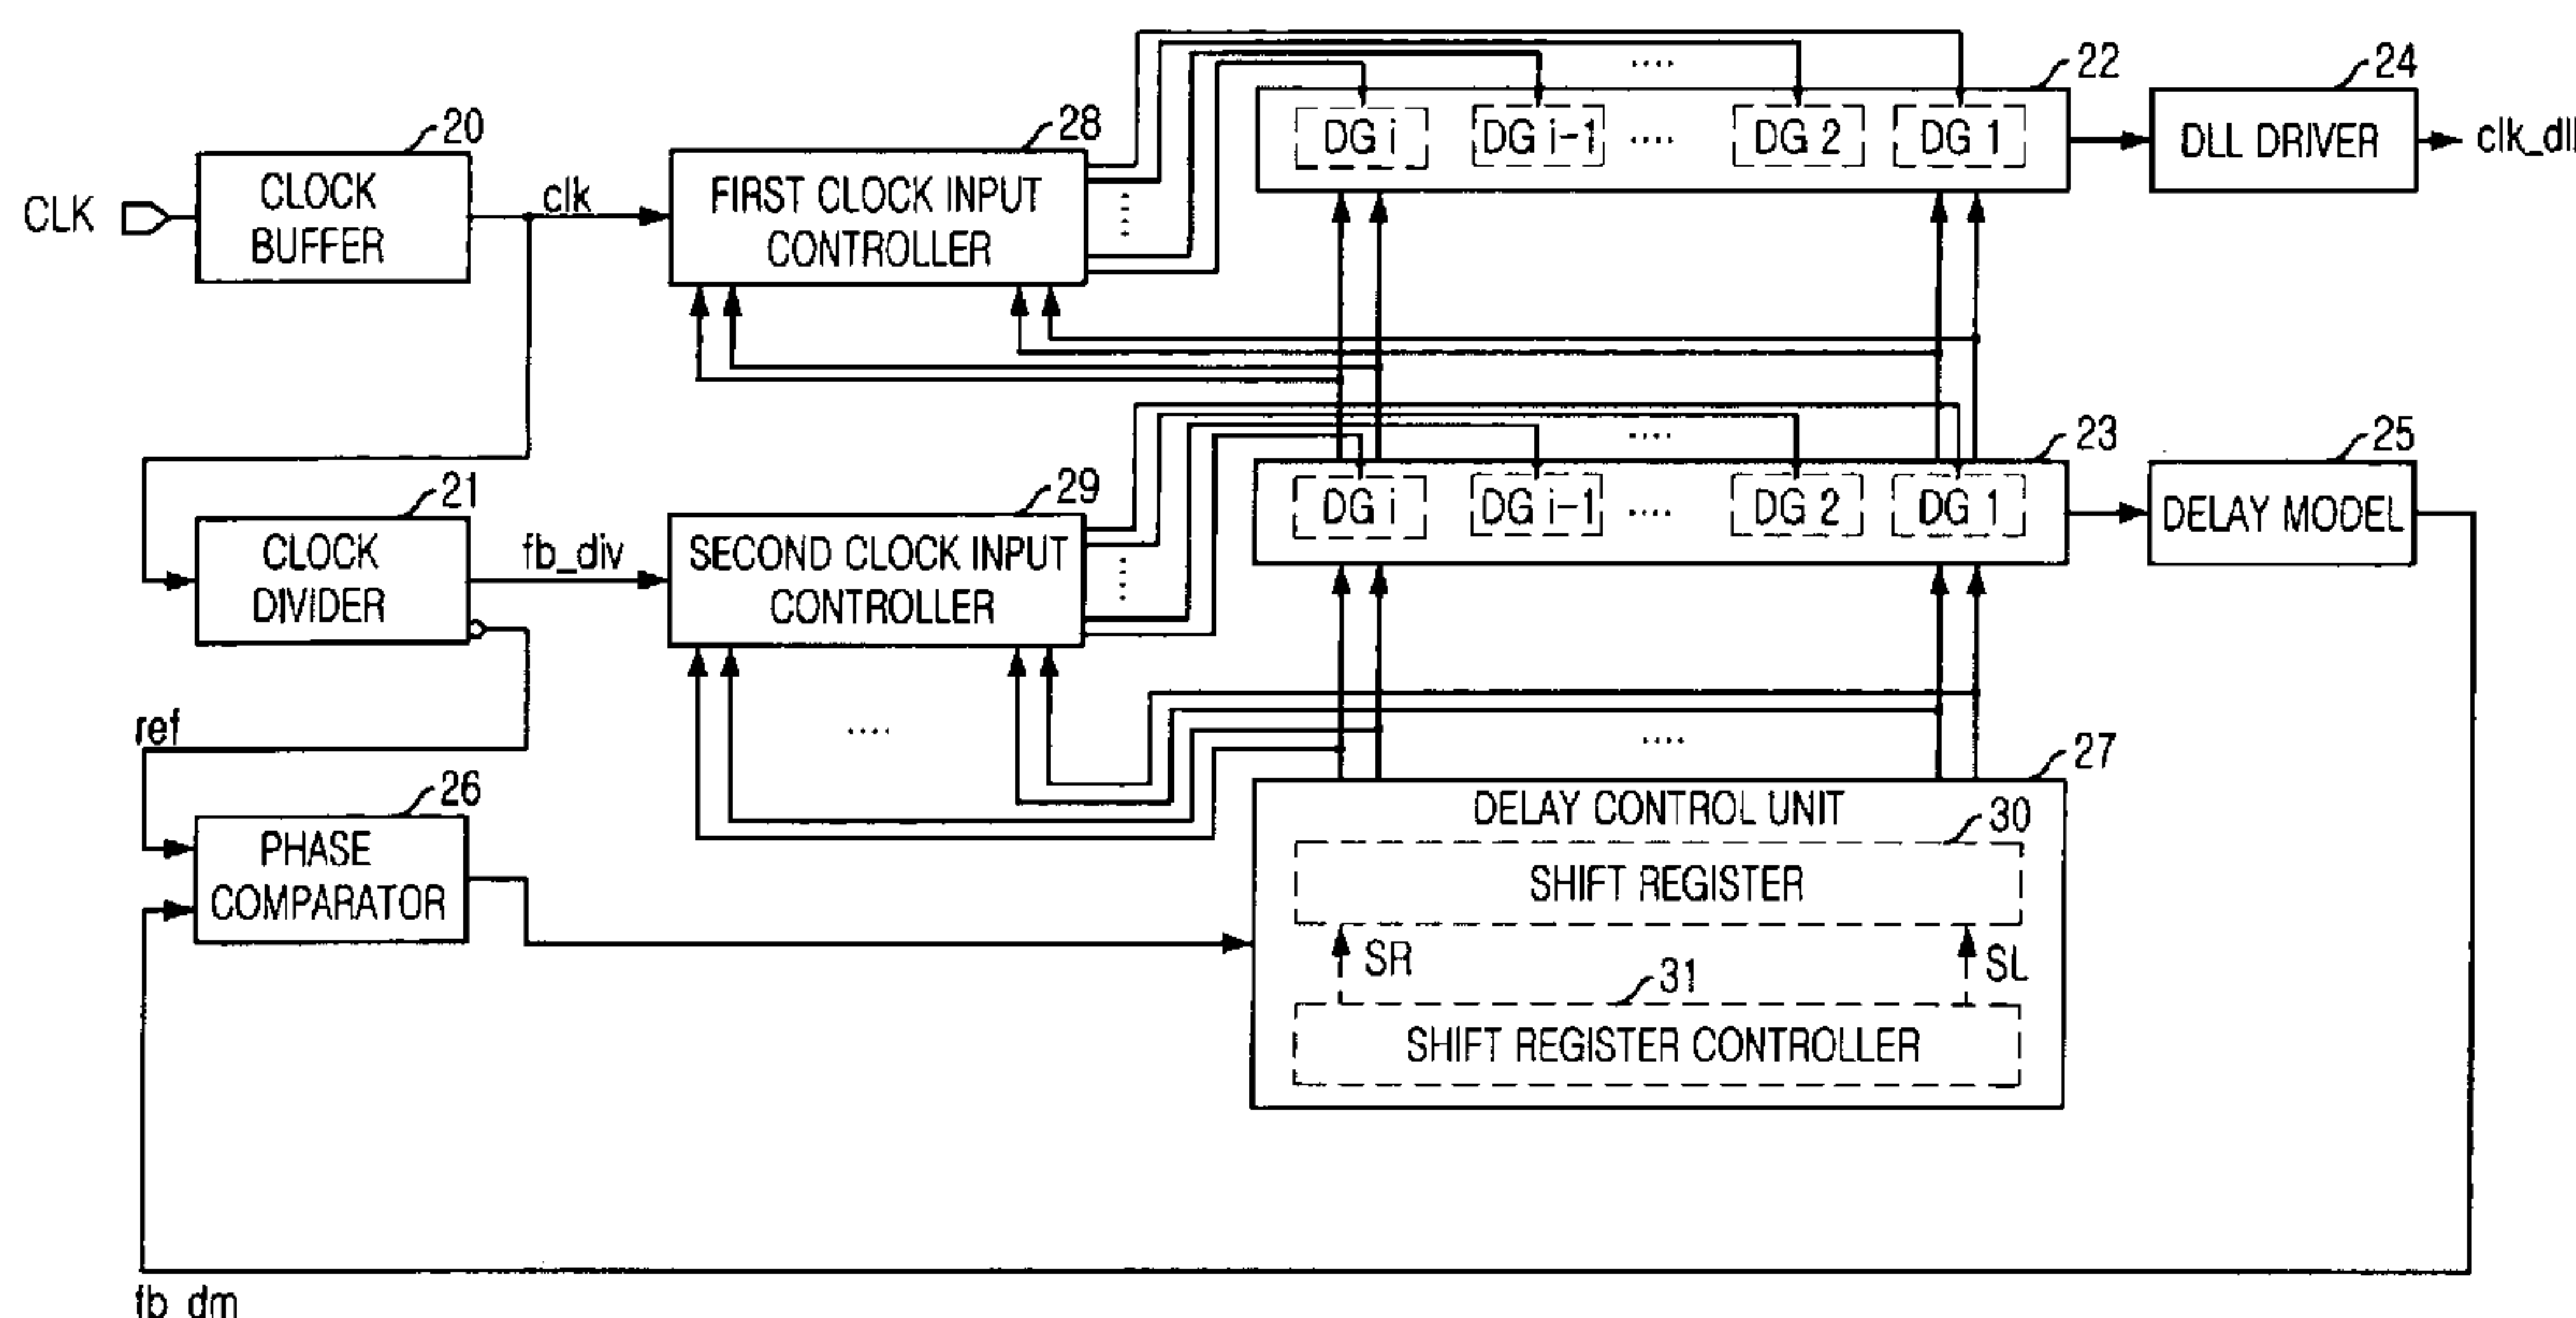 22
24
DG i
DG i-1
....
DG 2
DG 1
DLL DRIVER
clk_dll
20
28
CLK
CLOCK
BUFFER
clk
FIRST CLOCK INPUT
CONTROLLER
....
....
23
25
DG i
DG i-1
....
DG 2
DG 1
DELAY MODEL
....
21
29
CLOCK
DIVIDER
fb_div
SECOND CLOCK INPUT
CONTROLLER
....
ref
....
....
26
PHASE
COMPARATOR
27
DELAY CONTROL UNIT
30
SHIFT REGISTER
SR
SL
31
SHIFT REGISTER CONTROLLER
fb_dm